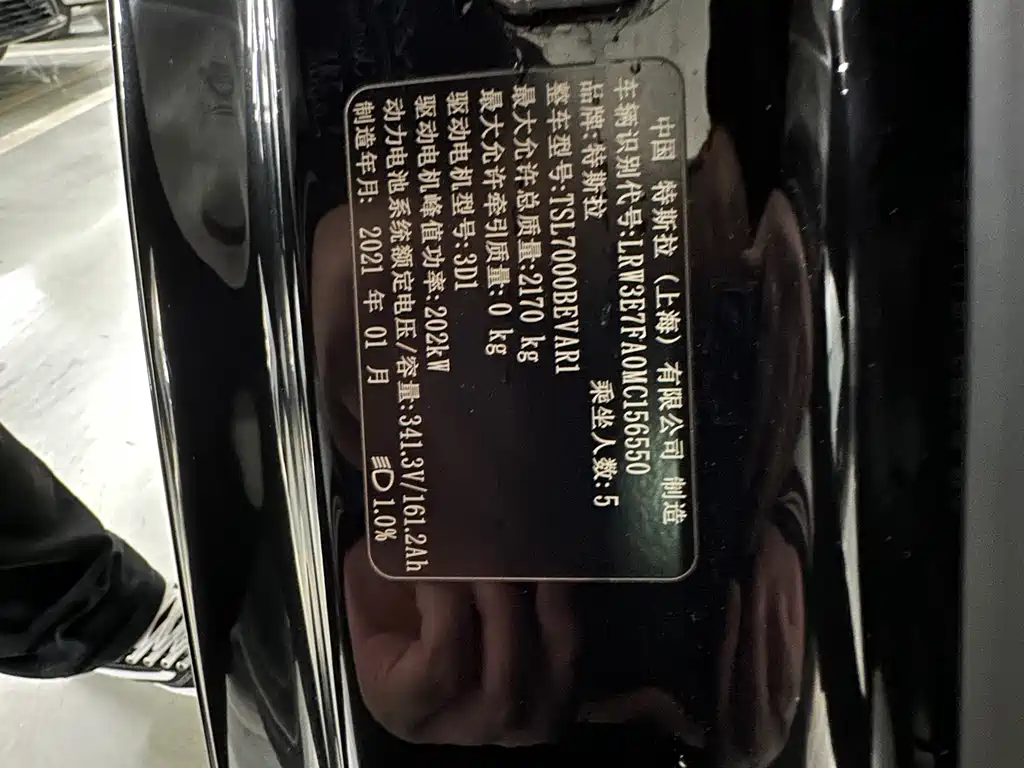 中国 特斯拉 (上海) 有限公司 制造
车辆识别代号:LRW3E7FA0MC156550
品牌:特斯拉 乘坐人数:5
整车型号:TSL7000BEVAR1
最大允许总质量:2170 kg
最大允许牵引质量: 0 kg
驱动电机型号:3D1
驱动电机峰值功率:202kW
动力电池系统额定电压/容量:341.3V/161.2Ah
制造年月: 2021 年 01 月 1.0%